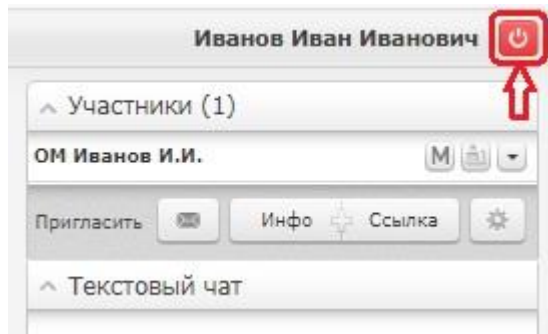 Иванов Иван Иванович
Участники (1)
ОМ Иванов И.И. М
Пригласить Инфо Ссылка
Текстовый чат